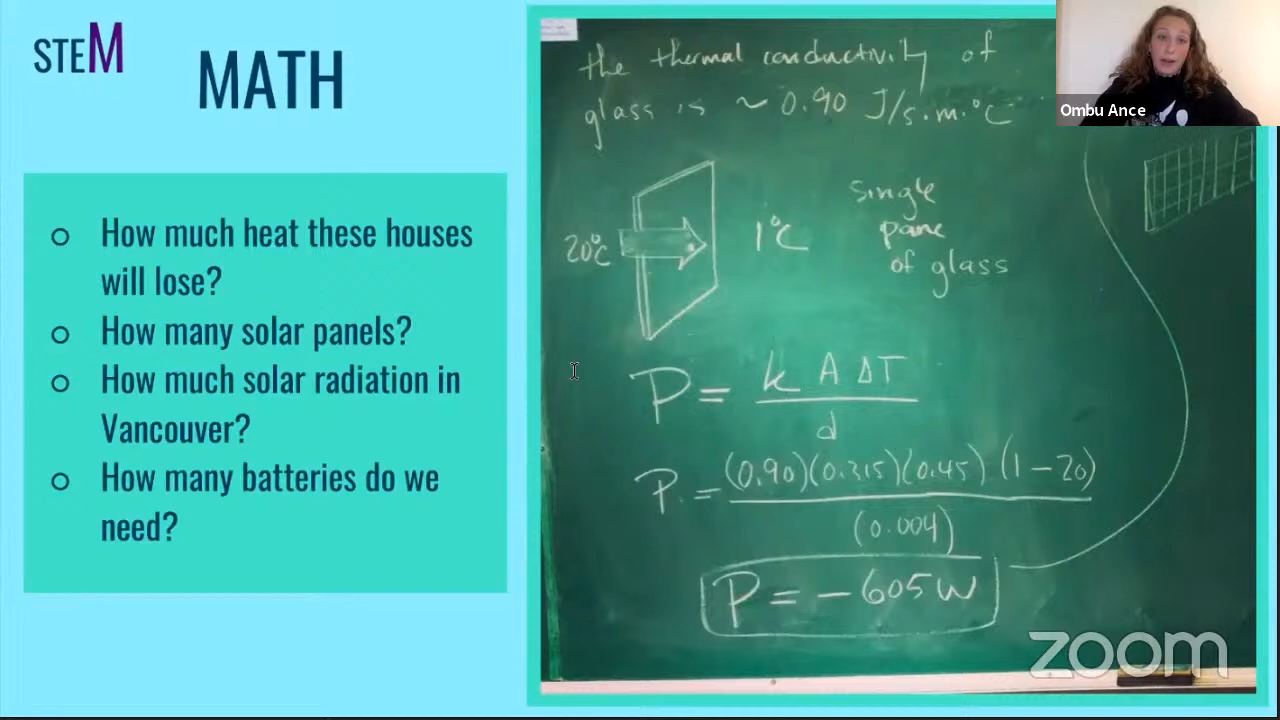 STEM
MATH
○ How much heat these houses
will lose?
○ How many solar panels?
○ How much solar radiation in
Vancouver?
○ How many batteries do we
need?
the thermal conductivity of
glass is ~ 0.90 J/s.m.°C
20°C
1°C
single
pane
of glass
P = k A ΔT
d
P. = (0.90)(0.315)(0.45) (1 - 20)
(0.004)
P = - 605 W
Ombu Ance
zoom